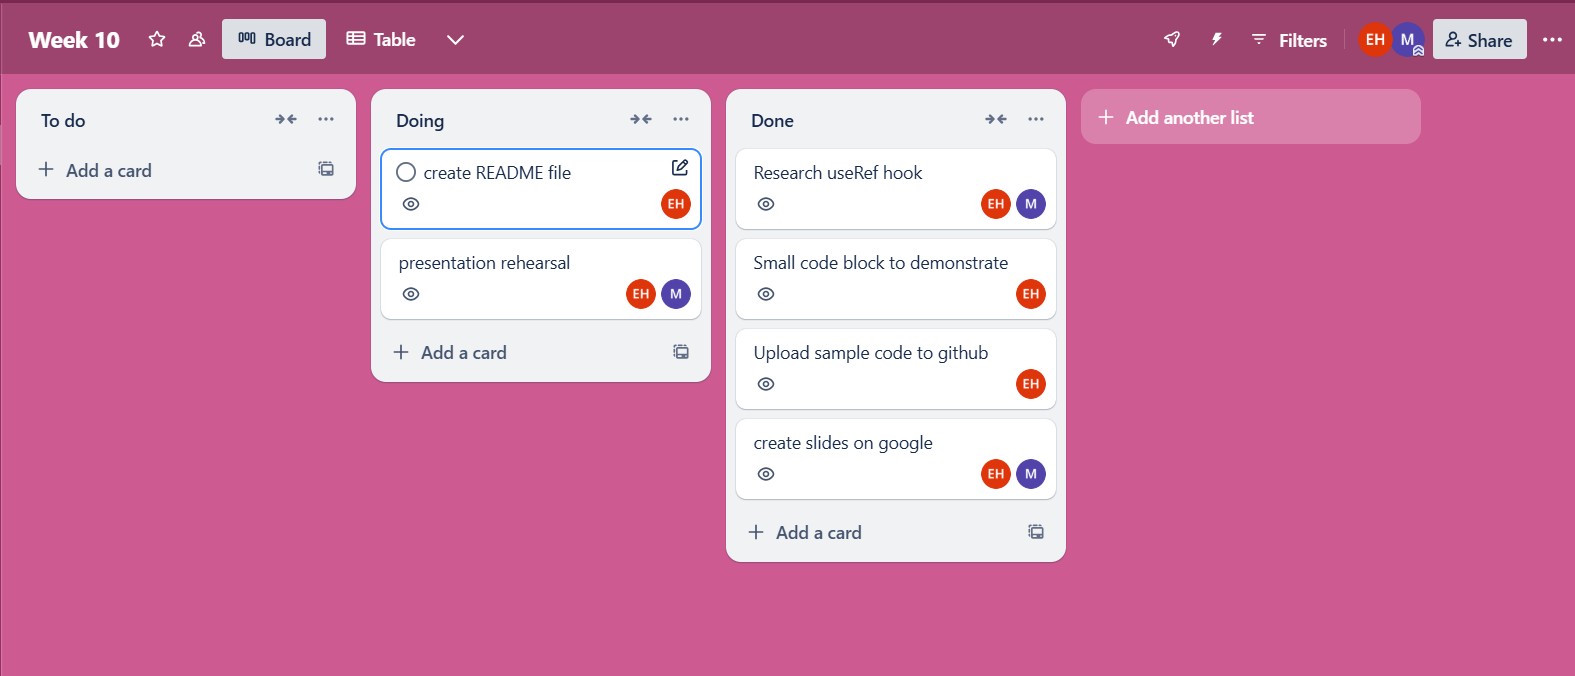 Week 10
Board
Table
Filters
EH
M
Share
To do
Add a card
Doing
create README file
EH
presentation rehearsal
EH
M
Add a card
Done
Research useRef hook
EH
M
Small code block to demonstrate
EH
Upload sample code to github
EH
create slides on google
EH
M
Add a card
Add another list